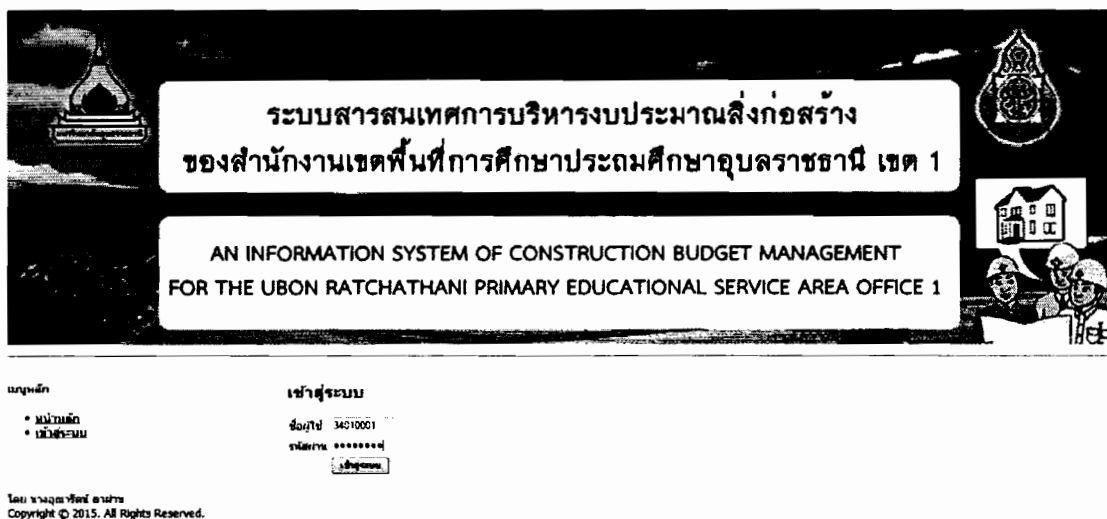 ระบบสารสนเทศการบริหารงบประมาณสิ่งก่อสร้าง
ของสำนักงานเขตพื้นที่การศึกษาประถมศึกษาอุบลราชธานี เขต 1
AN INFORMATION SYSTEM OF CONSTRUCTION BUDGET MANAGEMENT
FOR THE UBON RATCHATHANI PRIMARY EDUCATIONAL SERVICE AREA OFFICE 1
เมนูหลัก
• หน้าหลัก
• เข้าสู่ระบบ
เข้าสู่ระบบ
ชื่อผู้ใช้ 34010001
รหัสผ่าน ••••••••
เข้าสู่ระบบ
โดย
Copyright © 2015. All Rights Reserved.